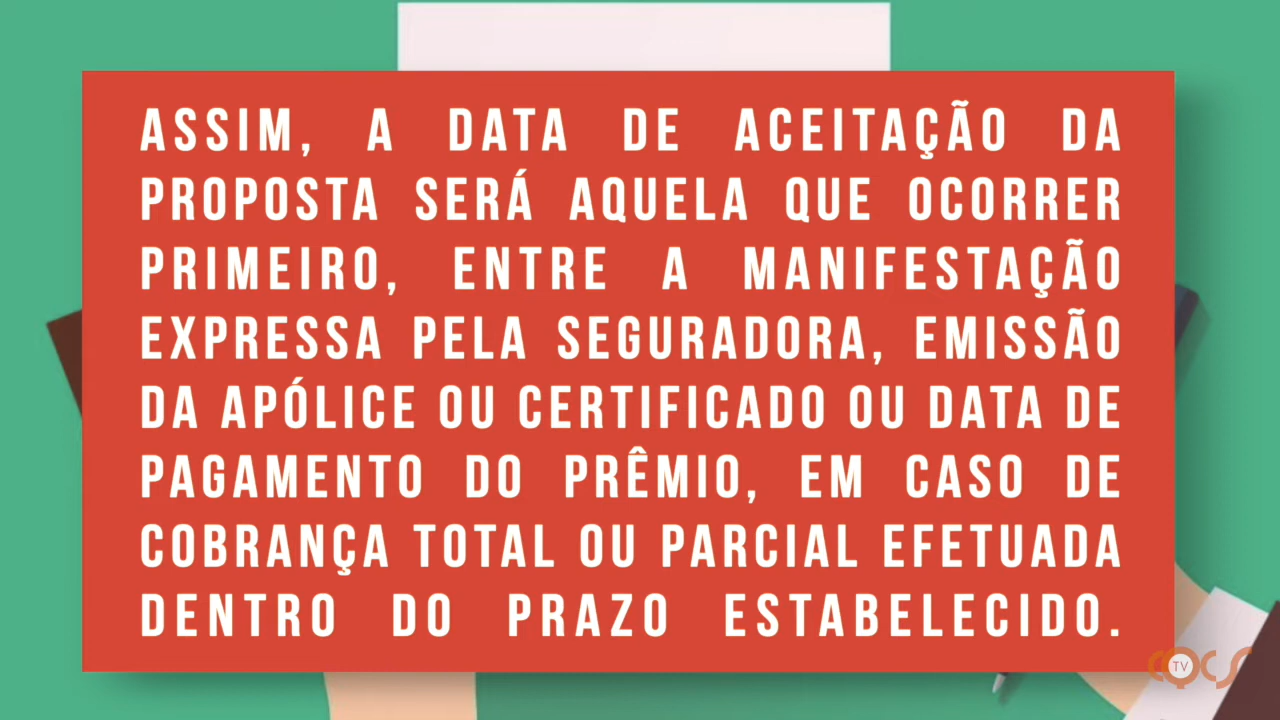 ASSIM, A DATA DE ACEITAÇÃO DA
PROPOSTA SERÁ AQUELA QUE OCORRER
PRIMEIRO, ENTRE A MANIFESTAÇÃO
EXPRESSA PELA SEGURADORA, EMISSÃO
DA APÓLICE OU CERTIFICADO OU DATA DE
PAGAMENTO DO PRÊMIO, EM CASO DE
COBRANÇA TOTAL OU PARCIAL EFETUADA
DENTRO DO PRAZO ESTABELECIDO.
CQCS TV